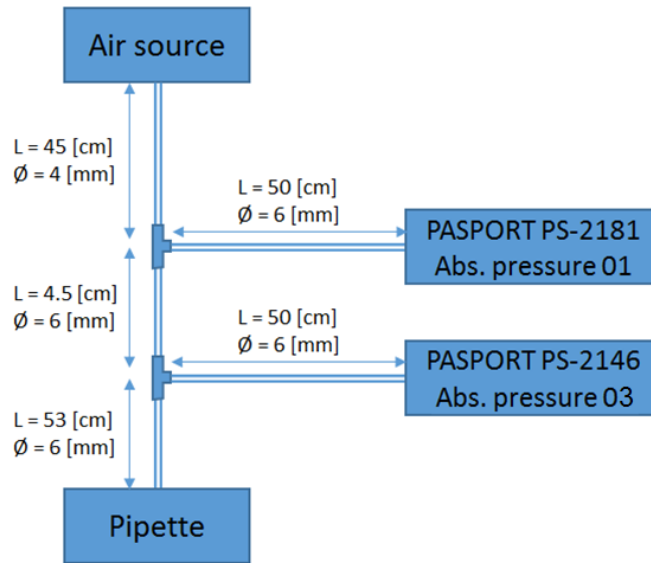 Air source
L = 45 [cm]
Ø = 4 [mm]
L = 50 [cm]
Ø = 6 [mm]
PASPORT PS-2181
Abs. pressure 01
L = 4.5 [cm]
Ø = 6 [mm]
L = 50 [cm]
Ø = 6 [mm]
PASPORT PS-2146
Abs. pressure 03
L = 53 [cm]
Ø = 6 [mm]
Pipette